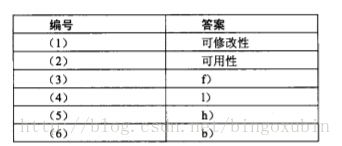 编号 答案
（1） 可修改性
（2） 可用性
（3） f）
（4） l）
（5） h）
（6） b）
http://blog.csdn.net/bingoxubin